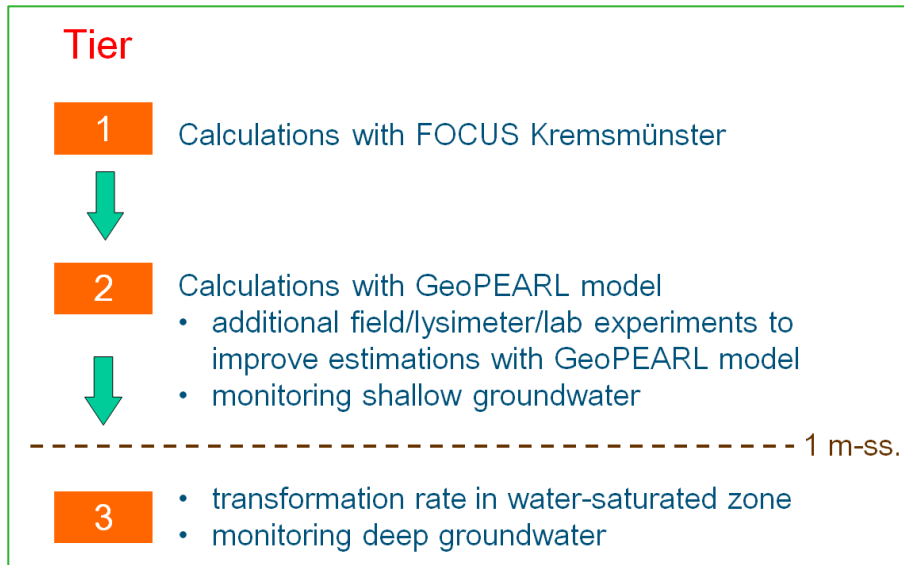 Tier
1
Calculations with FOCUS Kremsmünster
2
Calculations with GeoPEARL model
• additional field/lysimeter/lab experiments to
improve estimations with GeoPEARL model
• monitoring shallow groundwater
1 m-ss.
3
• transformation rate in water-saturated zone
• monitoring deep groundwater